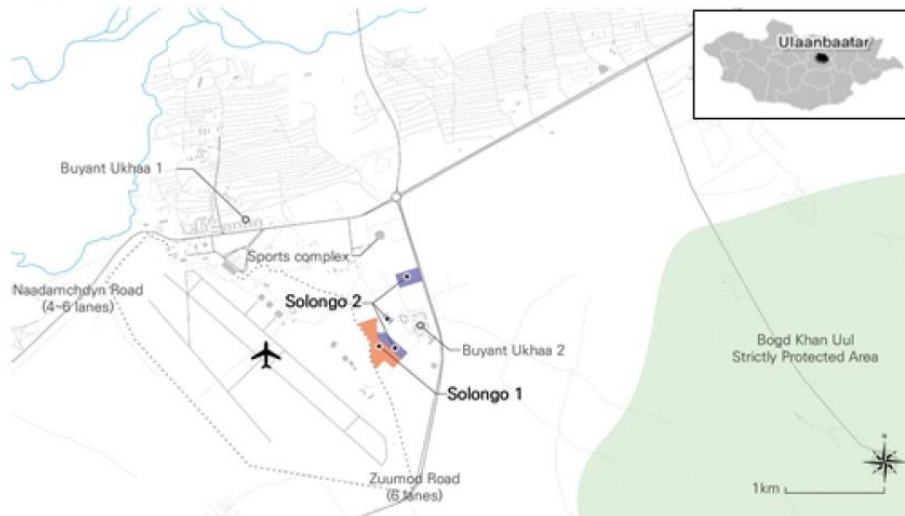 Ulaanbaatar
Buyant Ukhaa 1
Sports complex
Naadamchdyn Road
(4~6 lanes)
Solongo 2
Buyant Ukhaa 2
Bogd Khan Uul
Strictly Protected Area
Solongo 1
N
Zuumod Road
(6 lanes)
1km